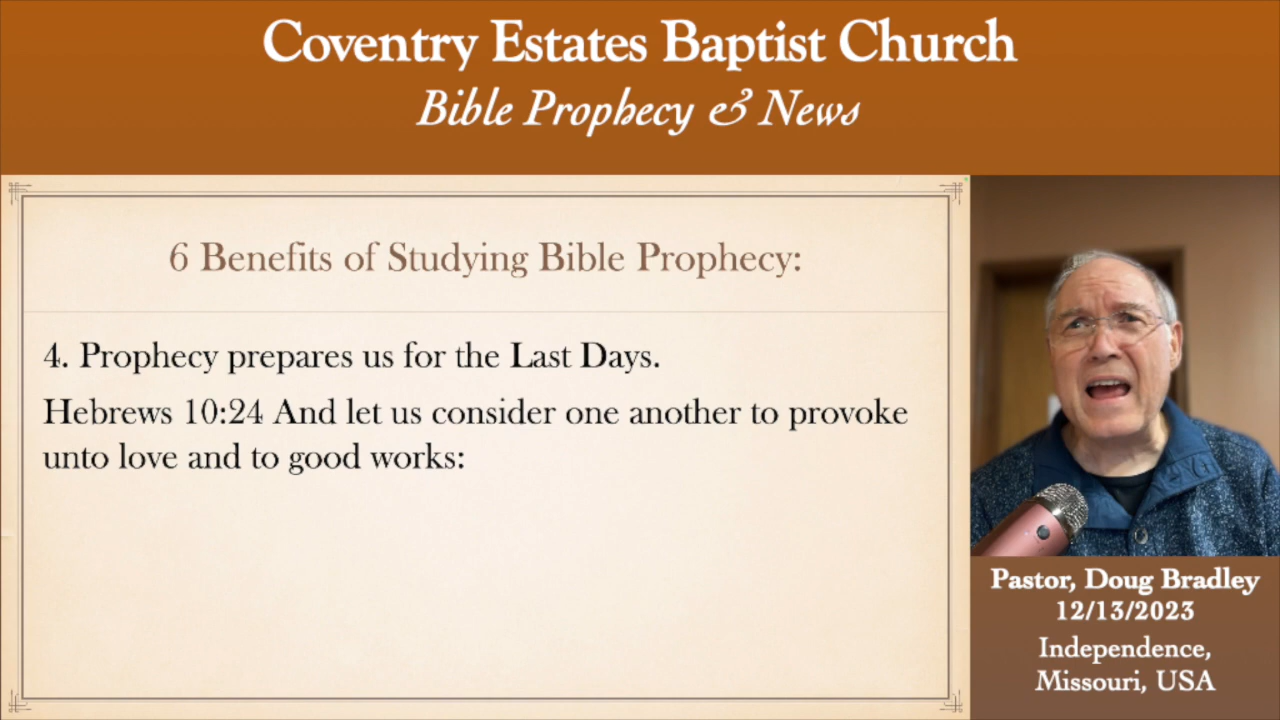 Coventry Estates Baptist Church
Bible Prophecy & News
6 Benefits of Studying Bible Prophecy:
4. Prophecy prepares us for the Last Days.
Hebrews 10:24 And let us consider one another to provoke
unto love and to good works:
Pastor, Doug Bradley
12/13/2023
Independence,
Missouri, USA